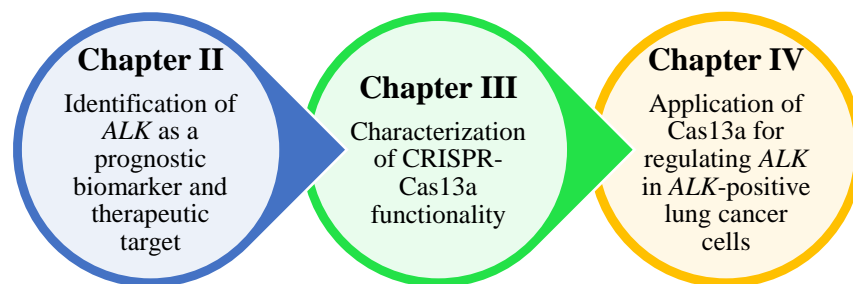 Chapter II
Identification of
ALK as a
prognostic
biomarker and
therapeutic
target
Chapter III
Characterization
of CRISPR-
Cas13a
functionality
Chapter IV
Application of
Cas13a for
regulating ALK
in ALK-positive
lung cancer
cells